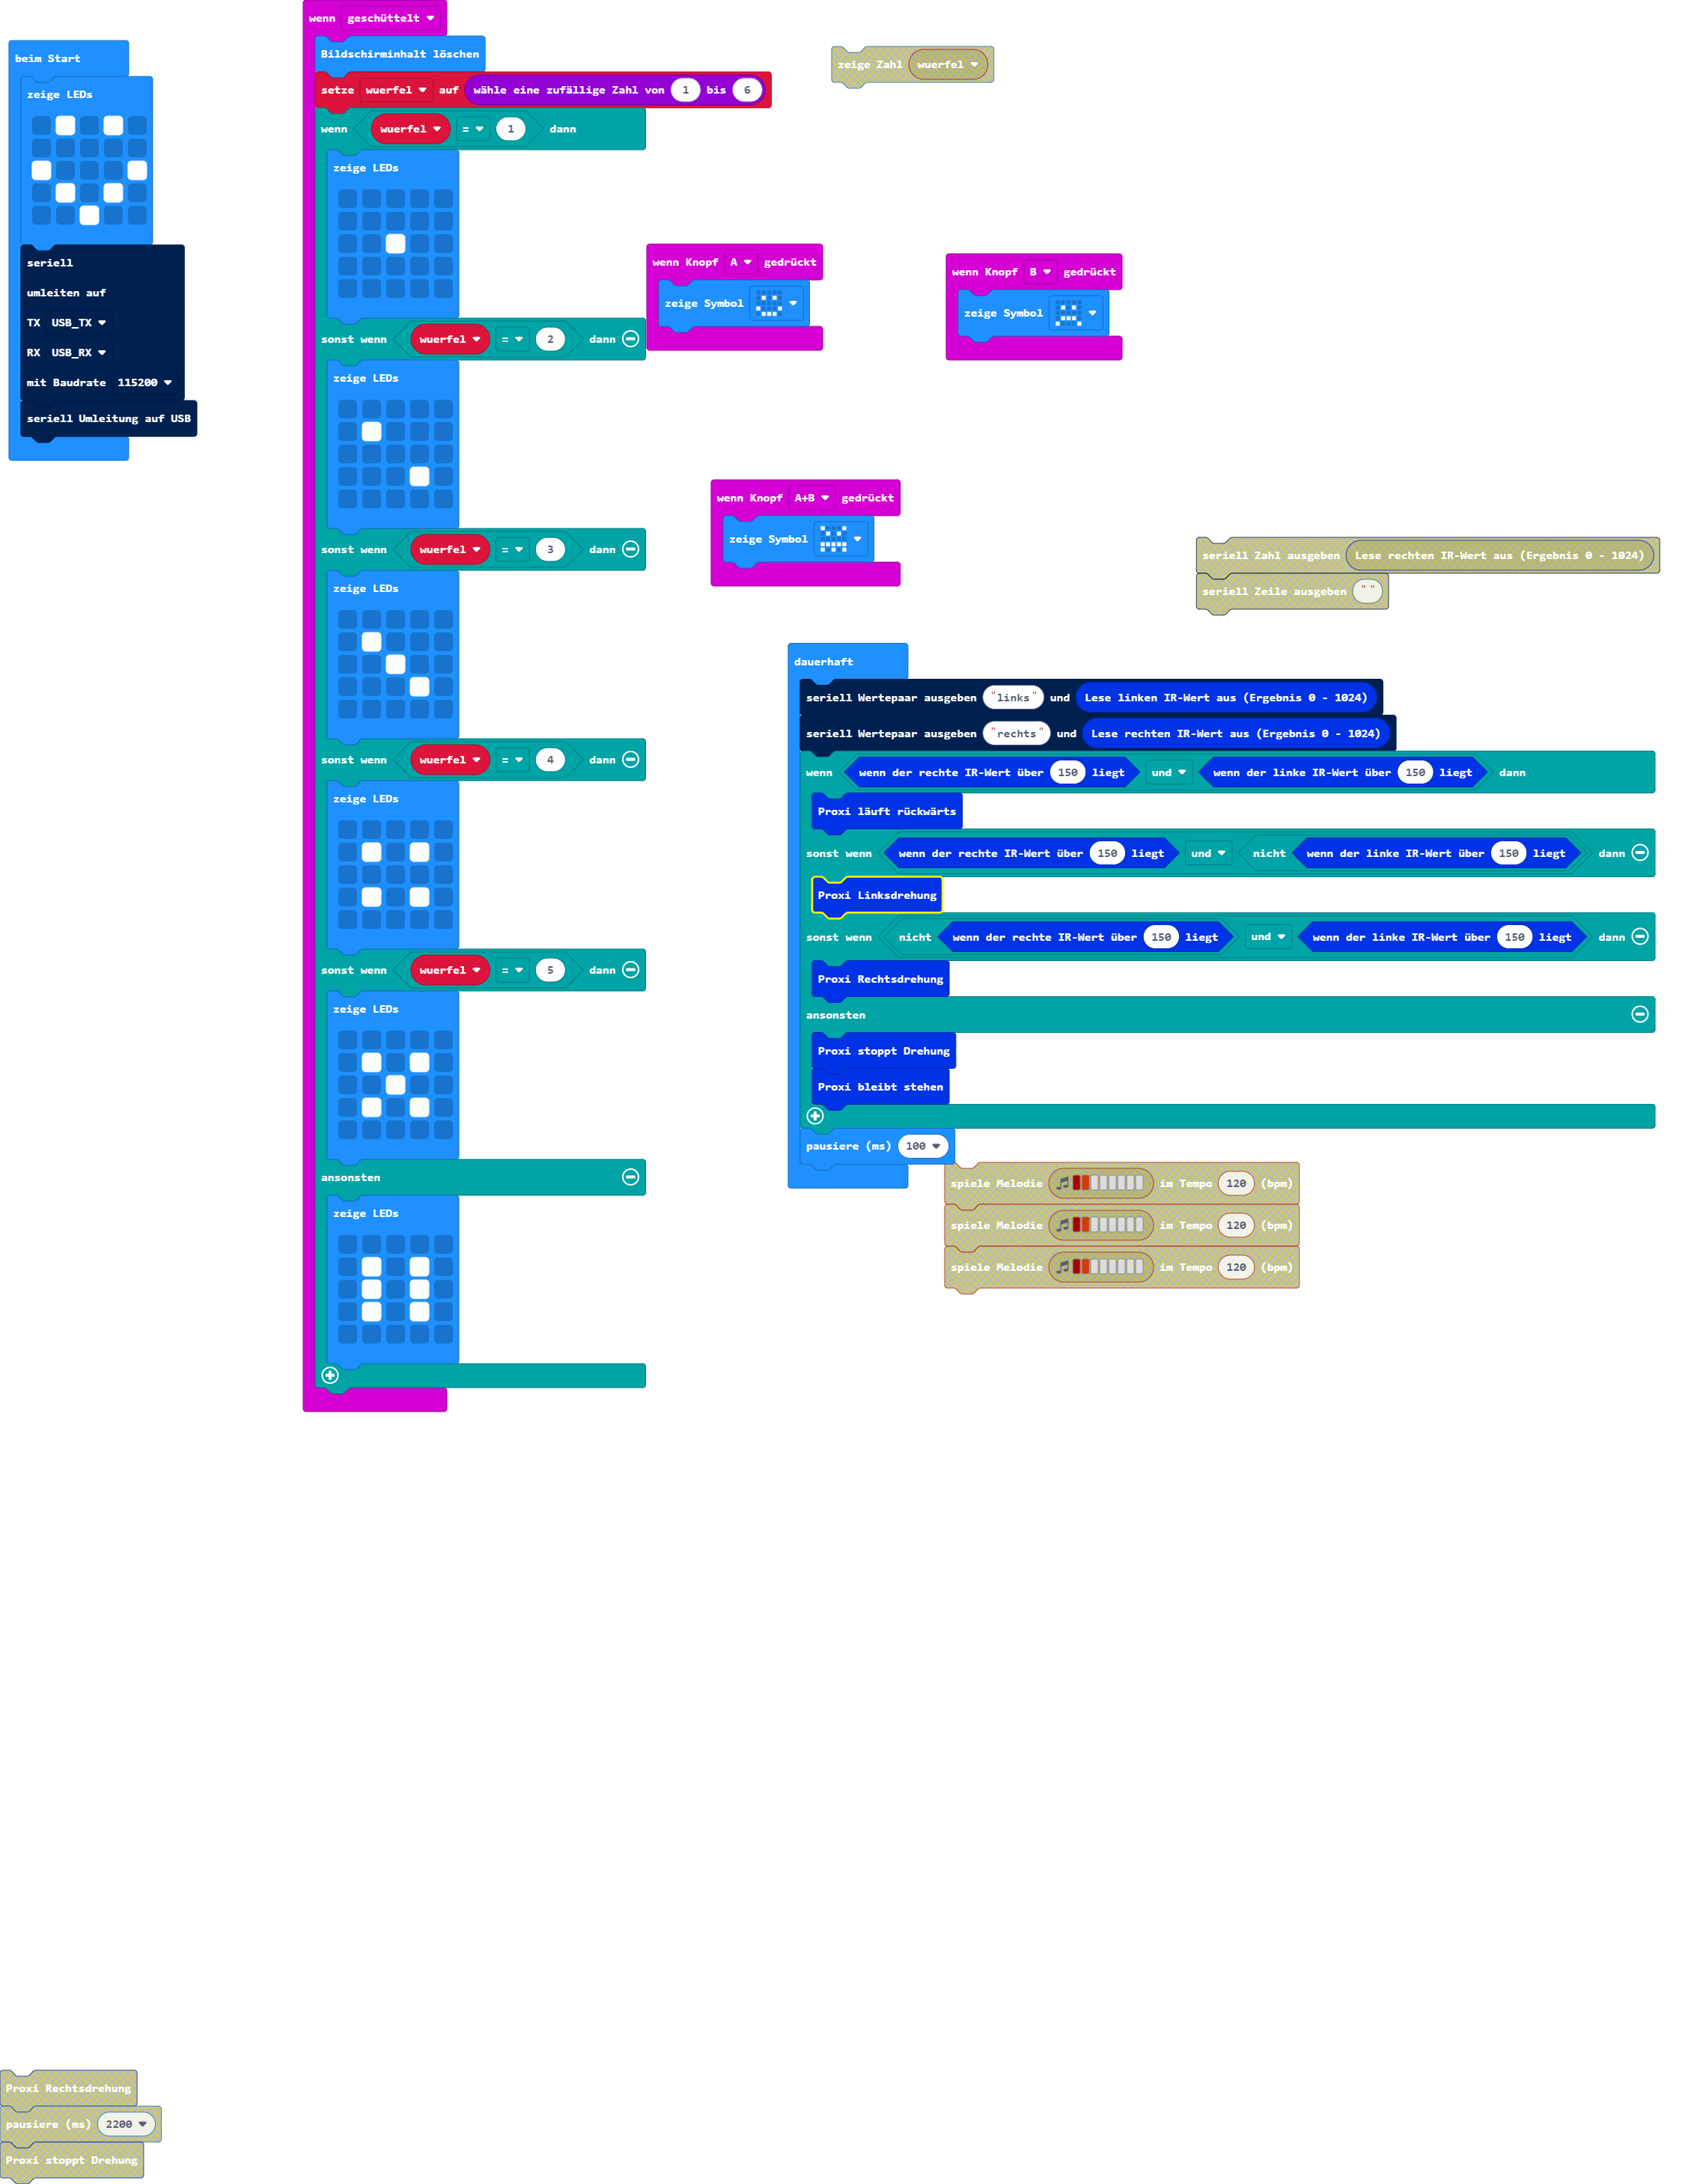 beim Start
zeige LEDs
seriell
umleiten auf
TX USB_TX
RX USB_RX
mit Baudrate 115200
seriell Umleitung auf USB
wenn geschüttelt
Bildschirminhalt löschen
setze wuerfel auf wähle eine zufällige Zahl von 1 bis 6
wenn wuerfel = 1 dann
zeige LEDs
sonst wenn wuerfel = 2 dann
zeige LEDs
sonst wenn wuerfel = 3 dann
zeige LEDs
sonst wenn wuerfel = 4 dann
zeige LEDs
sonst wenn wuerfel = 5 dann
zeige LEDs
ansonsten
zeige LEDs
zeige Zahl wuerfel
wenn Knopf A gedrückt
zeige Symbol
wenn Knopf B gedrückt
zeige Symbol
wenn Knopf A+B gedrückt
zeige Symbol
seriell Zahl ausgeben Lese rechten IR-Wert aus (Ergebnis 0 - 1024)
seriell Zeile ausgeben " "
dauerhaft
seriell Wertepaar ausgeben "links" und Lese linken IR-Wert aus (Ergebnis 0 - 1024)
seriell Wertepaar ausgeben "rechts" und Lese rechten IR-Wert aus (Ergebnis 0 - 1024)
wenn wenn der rechte IR-Wert über 150 liegt und wenn der linke IR-Wert über 150 liegt dann
Proxi läuft rückwärts
sonst wenn wenn der rechte IR-Wert über 150 liegt und nicht wenn der linke IR-Wert über 150 liegt dann
Proxi Linksdrehung
sonst wenn nicht wenn der rechte IR-Wert über 150 liegt und wenn der linke IR-Wert über 150 liegt dann
Proxi Rechtsdrehung
ansonsten
Proxi stoppt Drehung
Proxi bleibt stehen
pausiere (ms) 100
spiele Melodie im Tempo 120 (bpm)
spiele Melodie im Tempo 120 (bpm)
spiele Melodie im Tempo 120 (bpm)
Proxi Rechtsdrehung
pausiere (ms) 2200
Proxi stoppt Drehung